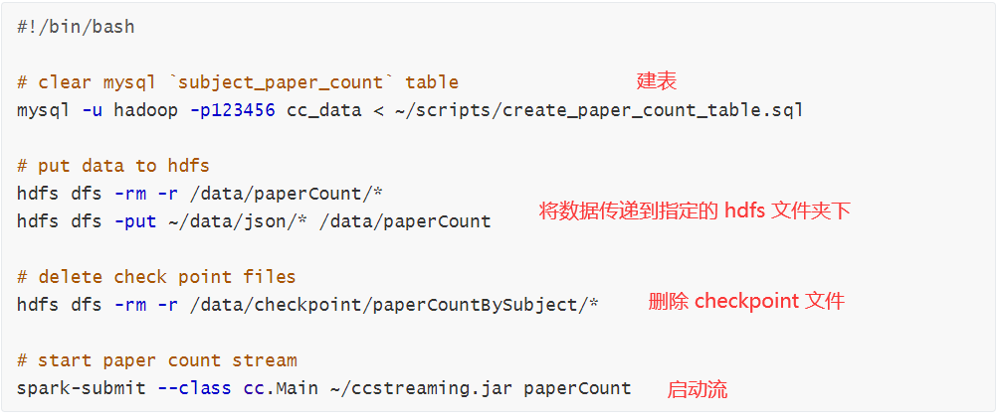 #!/bin/bash
# clear mysql `subject_paper_count` table 建表
mysql -u hadoop -p123456 cc_data < ~/scripts/create_paper_count_table.sql
# put data to hdfs
hdfs dfs -rm -r /data/paperCount/*
hdfs dfs -put ~/data/json/* /data/paperCount 将数据传递到指定的 hdfs 文件夹下
# delete check point files
hdfs dfs -rm -r /data/checkpoint/paperCountBySubject/* 删除 checkpoint 文件
# start paper count stream
spark-submit --class cc.Main ~/ccstreaming.jar paperCount 启动流